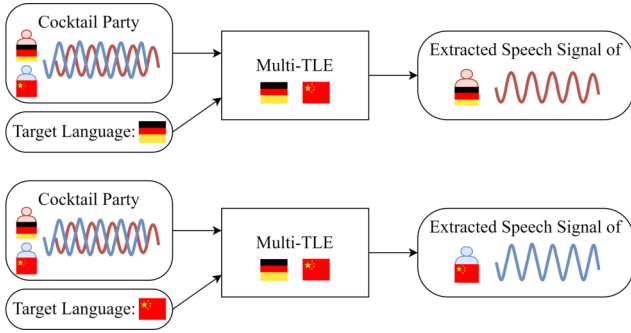 Cocktail Party
Multi-TLE
Extracted Speech Signal of
Target Language:
Cocktail Party
Multi-TLE
Extracted Speech Signal of
Target Language: